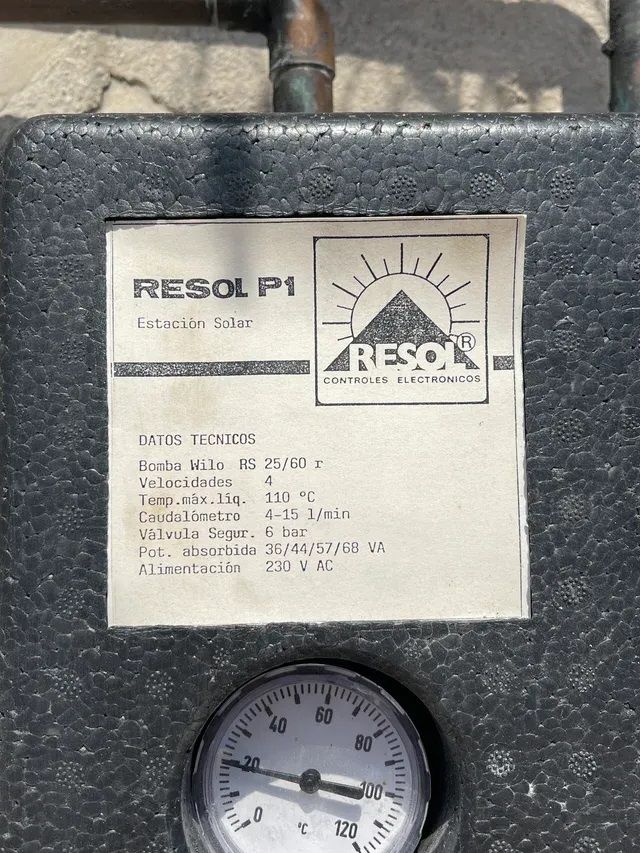 RESOL P1
Estación Solar
RESOL®
CONTROLES ELECTRONICOS
DATOS TECNICOS
Bomba Wilo RS 25/60 r
Velocidades 4
Temp.máx.líq. 110 ºC
Caudalómetro 4-15 l/min
Válvula Segur. 6 bar
Pot. absorbida 36/44/57/68 VA
Alimentación 230 V AC
60
40
80
20
100
0
°C
120